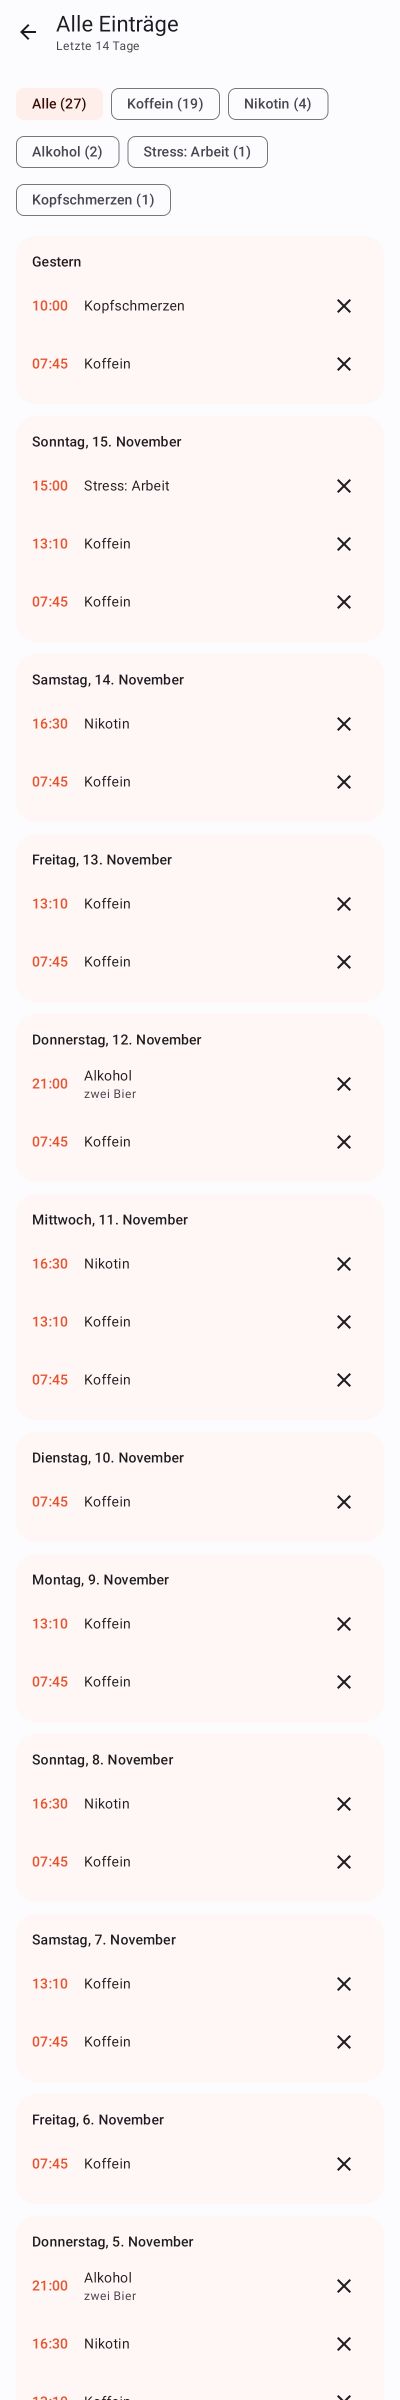 Alle Einträge
Letzte 14 Tage
Alle (27) Koffein (19) Nikotin (4)
Alkohol (2) Stress: Arbeit (1)
Kopfschmerzen (1)
Gestern
10:00 Kopfschmerzen
07:45 Koffein
Sonntag, 15. November
15:00 Stress: Arbeit
13:10 Koffein
07:45 Koffein
Samstag, 14. November
16:30 Nikotin
07:45 Koffein
Freitag, 13. November
13:10 Koffein
07:45 Koffein
Donnerstag, 12. November
21:00 Alkohol
zwei Bier
07:45 Koffein
Mittwoch, 11. November
16:30 Nikotin
13:10 Koffein
07:45 Koffein
Dienstag, 10. November
07:45 Koffein
Montag, 9. November
13:10 Koffein
07:45 Koffein
Sonntag, 8. November
16:30 Nikotin
07:45 Koffein
Samstag, 7. November
13:10 Koffein
07:45 Koffein
Freitag, 6. November
07:45 Koffein
Donnerstag, 5. November
21:00 Alkohol
zwei Bier
16:30 Nikotin